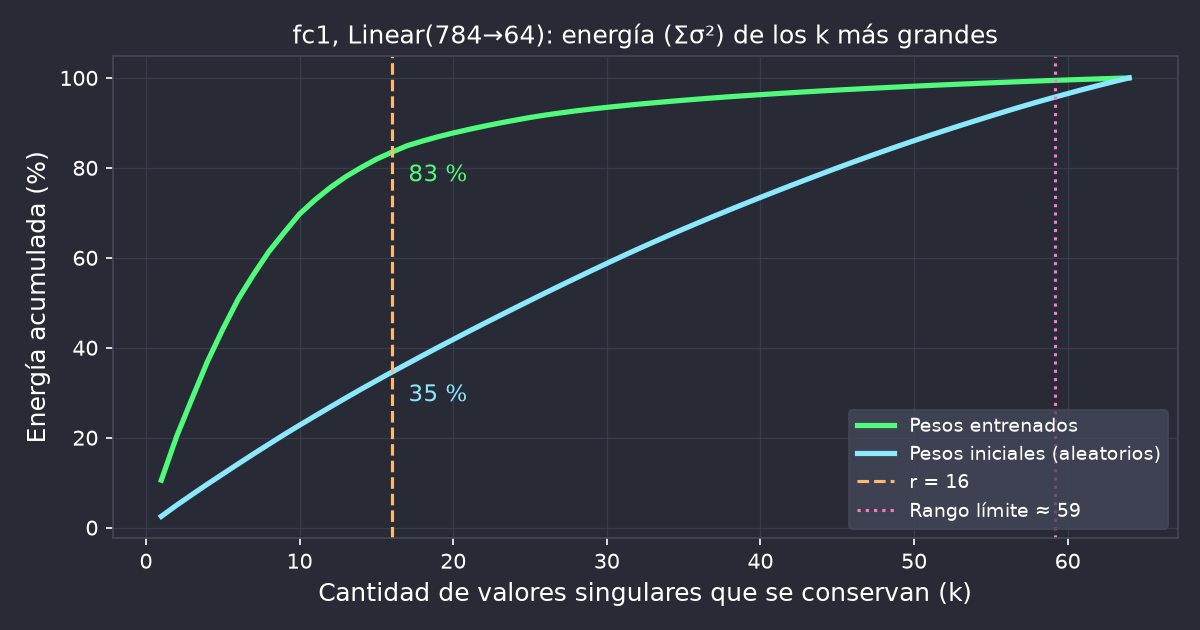 fc1, Linear(784→64): energía (Σσ²) de los k más grandes
Energía acumulada (%)
100
80
60
40
20
0
83 %
35 %
Pesos entrenados
Pesos iniciales (aleatorios)
r = 16
Rango límite ≈ 59
0 10 20 30 40 50 60
Cantidad de valores singulares que se conservan (k)